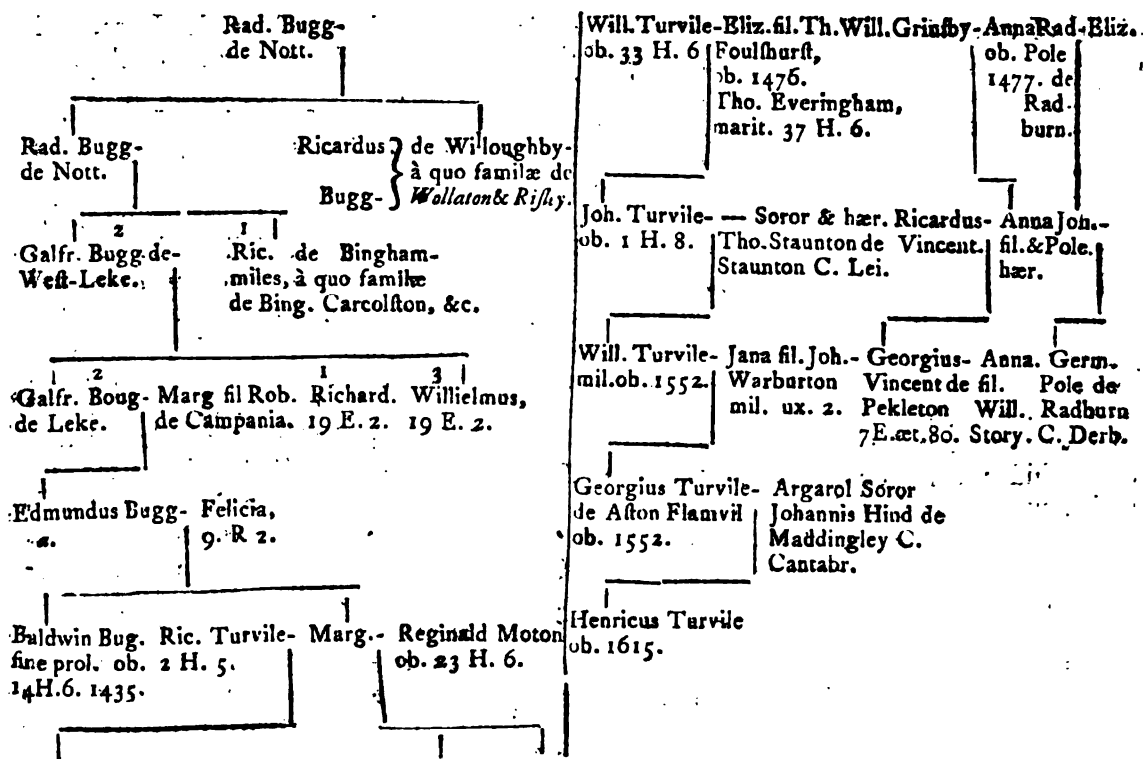 Rad. Bugg-
de Nott.
Rad. Bugg-
de Nott.
Ricardus } de Willoughby-
à quo familæ de
Bugg- } Wollaton & Risley.
2
1
Galfr. Bugg de-
West-Leke.
Ric. de Bingham-
miles, à quo familæ
de Bing. Carcolston, &c.
2
1
3
Galfr. Boug-
de Leke.
Marg fil Rob.
de Campania.
Richard.
19 E. 2.
Willielmus,
19 E. 2.
Edmundus Bugg-
a.
Felicia,
9. R 2.
Baldwin Bug.
sine prol. ob.
14H.6. 1435.
Ric. Turvile-
2 H. 5.
Marg.-
Reginald Moton
ob. 23 H. 6.
Will. Turvile-
ob. 33 H. 6
Eliz. fil. Th.
Foulshurst,
ob. 1476.
Tho. Everingham,
marit. 37 H. 6.
Will. Grinsby-
Anna
ob.
1477.
Rad-
Pole
de
Rad-
burn.
Eliz.
Joh. Turvile-
ob. 1 H. 8.
— Soror & hær.
Tho. Staunton de
Staunton C. Lei.
Ricardus-
Vincent.
Anna
fil. &
hær.
Joh.-
Pole.
Will. Turvile-
mil. ob. 1552.
Jana fil. Joh.-
Warburton
mil. ux. 2.
Georgius-
Vincent de
Pekleton
7 E. æt. 80.
Anna.
fil.
Will.
Story.
Germ.
Pole de
Radburn
C. Derb.
Georgius Turvile-
de Aston Flamvil
ob. 1552.
Argarol Soror
Johannis Hind de
Maddingley C.
Cantabr.
Henricus Turvile
ob. 1615.